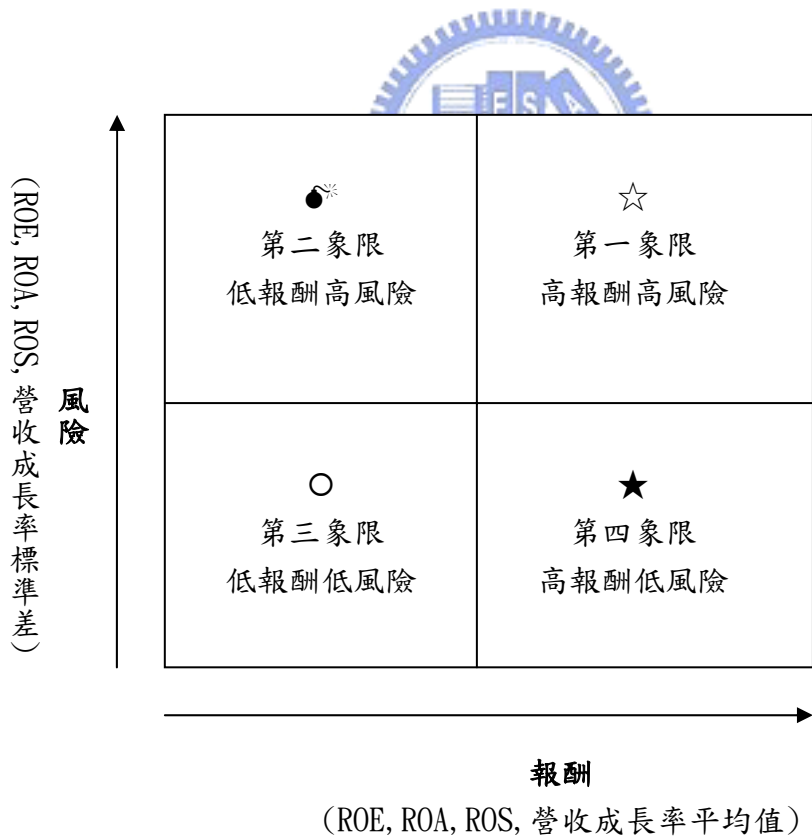 ESA
💣
第二象限
低報酬高風險
☆
第一象限
高報酬高風險
○
第三象限
低報酬低風險
★
第四象限
高報酬低風險
風險
(ROE, ROA, ROS, 營收成長率標準差)
報酬
(ROE, ROA, ROS, 營收成長率平均值)